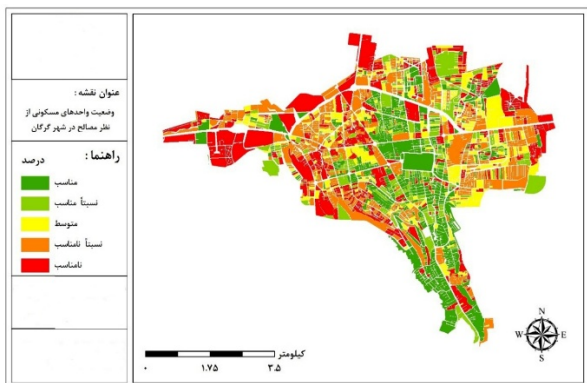 عنوان نقشه :
وضعیت واحدهای مسکونی از
نظر مصالح در شهر گرگان
راهنما :
درصد
مناسب
نسبتاً مناسب
متوسط
نسبتاً نامناسب
نامناسب
کیلومتر
۰ ۱.۷۵ ۳.۵
N
W E
S